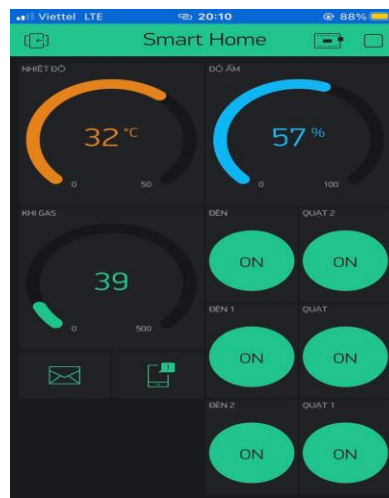 Viettel LTE 20:10 88%
Smart Home
NHIỆT ĐỘ ĐỘ ẨM
32 °C 57 %
0 50 0 100
KHI GAS ĐÈN QUẠT 2
39 ON ON
0 500
ĐÈN 1 QUẠT
ON ON
ĐÈN 2 QUẠT 1
ON ON